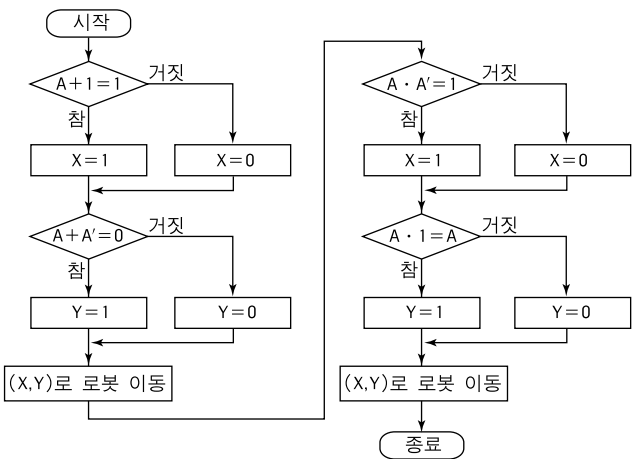 시작
A+1=1
거짓
참
X=1
X=0
A+A′=0
거짓
참
Y=1
Y=0
(X,Y)로 로봇 이동
A·A′=1
거짓
참
X=1
X=0
A·1=A
거짓
참
Y=1
Y=0
(X,Y)로 로봇 이동
종료